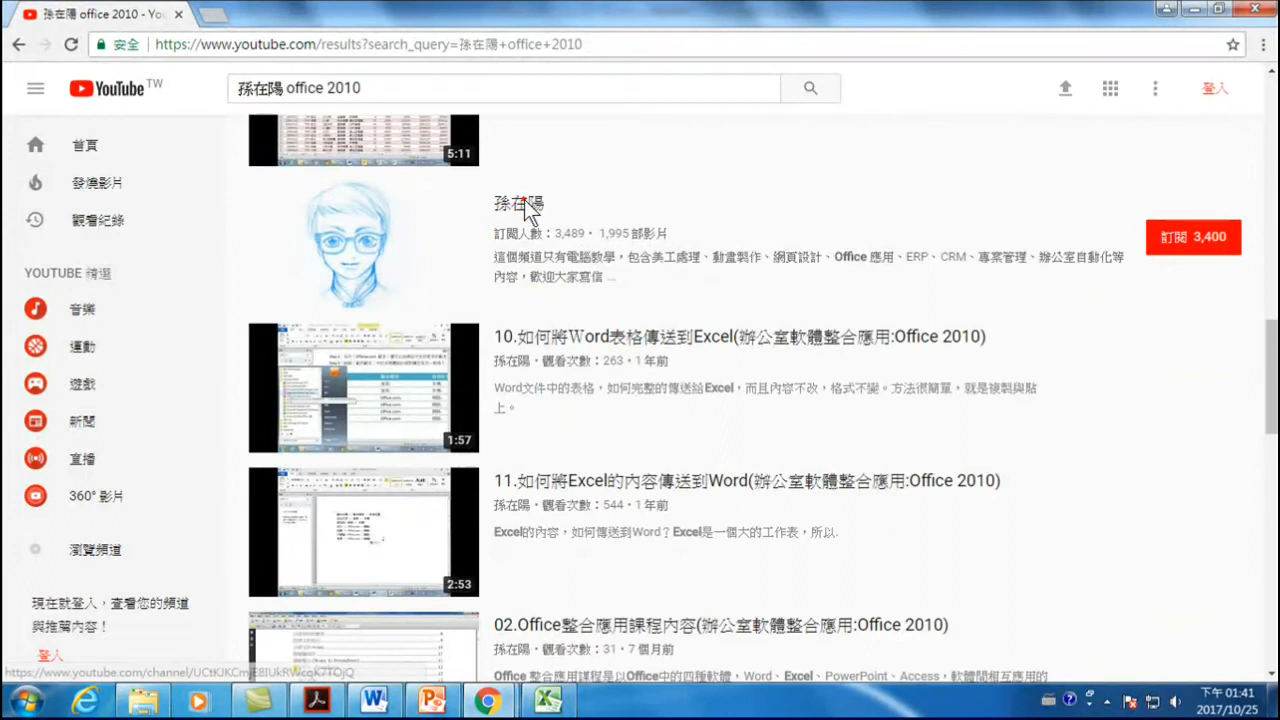 孫在陽 office 2010 - You
安全
https://www.youtube.com/results?search_query=孫在陽+office+2010
YouTube TW
孫在陽 office 2010
登入
首頁
發燒影片
觀看紀錄
YOUTUBE 精選
音樂
運動
遊戲
新聞
直播
360° 影片
瀏覽頻道
現在就登入，查看您的頻道
與推薦內容！
登入
5:11
孫在陽
訂閱人數：3,489・1,995 部影片
這個頻道只有電腦教學，包含美工處理、動畫製作、網頁設計、Office 應用、ERP、CRM、專案管理、辦公室自動化等
內容，歡迎大家寫信 ...
訂閱 3,400
10.如何將Word表格傳送到Excel(辦公室軟體整合應用:Office 2010)
孫在陽・觀看次數：263・1 年前
Word文件中的表格，如何完整的傳送給Excel，而且內容不改，格式不變。方法很簡單，就是複製與貼
上。
1:57
11.如何將Excel的內容傳送到Word(辦公室軟體整合應用:Office 2010)
孫在陽・觀看次數：544・1 年前
Excel的內容，如何傳送到Word？Excel是一個大的工作表，所以.
2:53
02.Office整合應用課程內容(辦公室軟體整合應用:Office 2010)
孫在陽・觀看次數：31・7 個月前
Office 整合應用課程是以Office中的四種軟體，Word、Excel、PowerPoint、Access，軟體間相互應用的
下午 01:41
2017/10/25